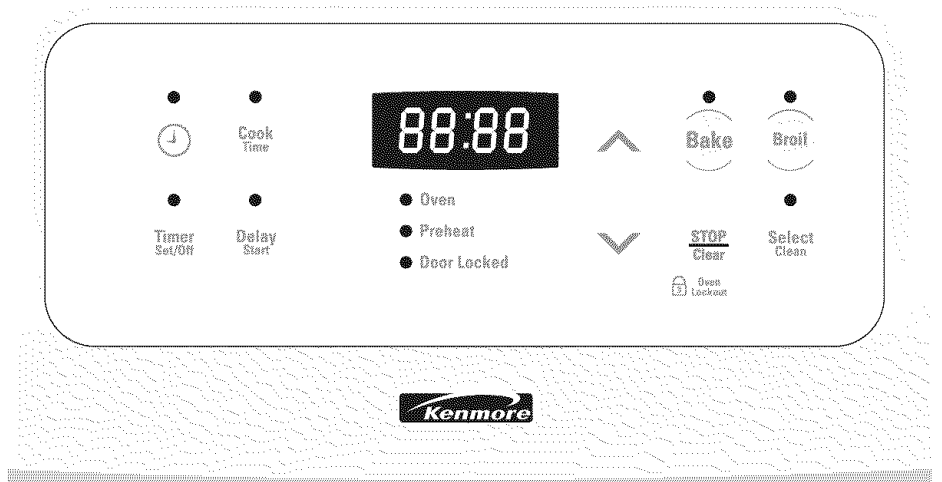 Cook
Time
88:88
Bake
Broil
Oven
Preheat
Door Locked
Timer
Set/Off
Delay
Start
STOP
Clear
Select
Clean
Oven
Lockout
Kenmore